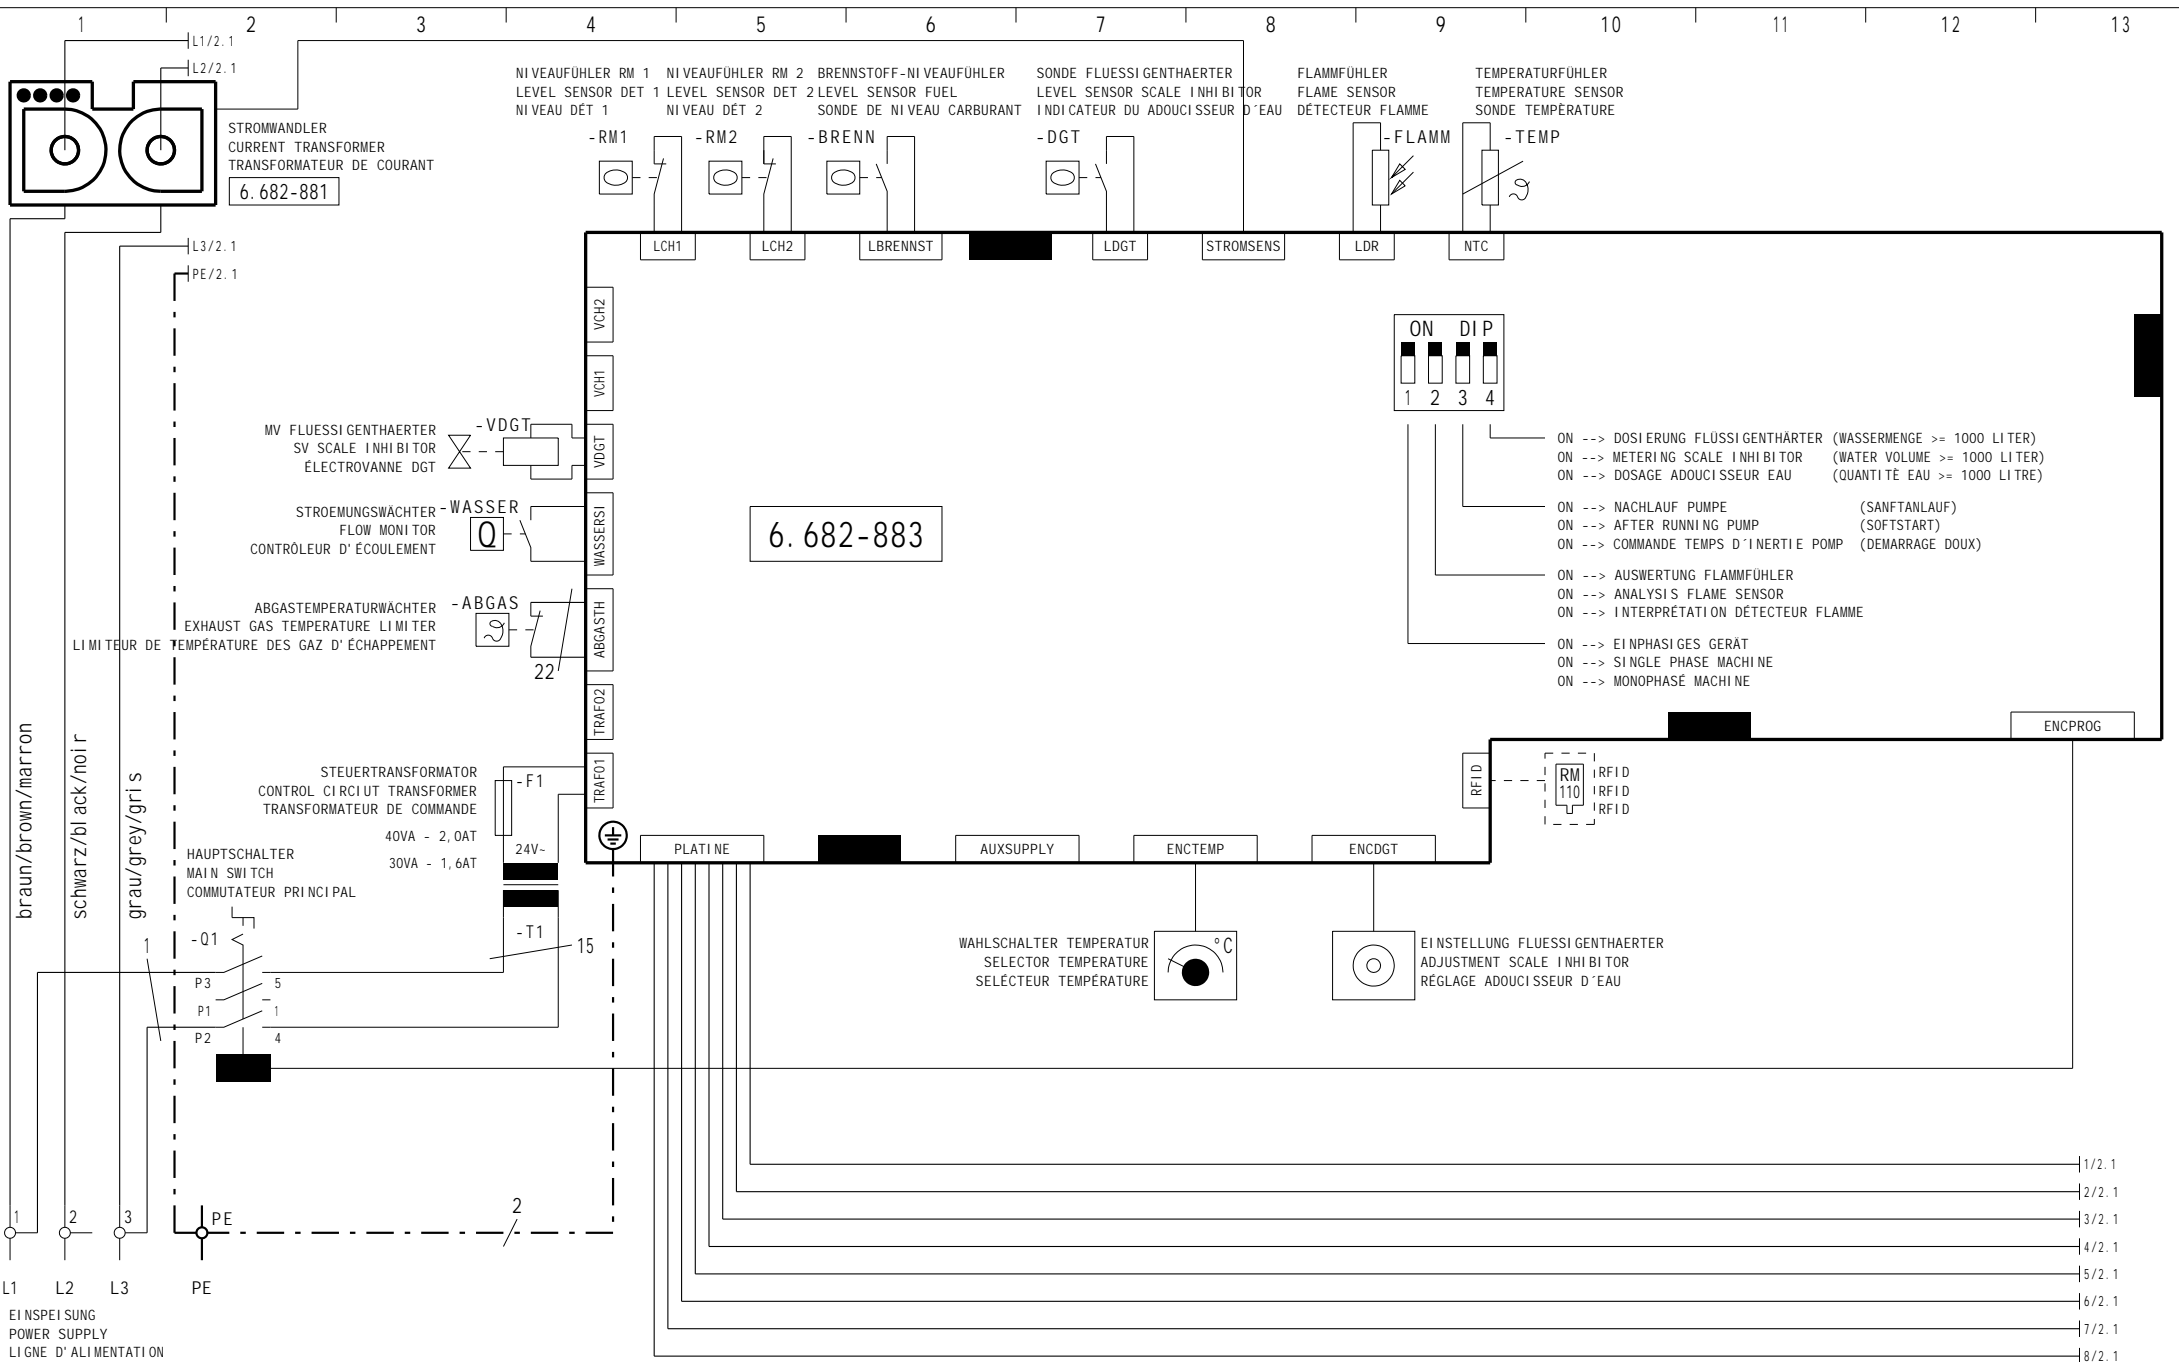 1 2 3 4 5 6 7 8 9 10 11 12 13
L1/2.1
L2/2.1
STROMWANDLER
CURRENT TRANSFORMER
TRANSFORMATEUR DE COURANT
6.682-881
L3/2.1
PE/2.1
NIVEAUFÜHLER RM 1
LEVEL SENSOR DET 1
NIVEAU DÉT 1
-RM1
NIVEAUFÜHLER RM 2
LEVEL SENSOR DET 2
NIVEAU DÉT 2
-RM2
BRENNSTOFF-NIVEAUFÜHLER
LEVEL SENSOR FUEL
SONDE DE NIVEAU CARBURANT
-BRENN
SONDE FLUESSIGENTHAERTER
LEVEL SENSOR SCALE INHIBITOR
INDICATEUR DU ADOUCISSEUR D´EAU
-DGT
FLAMMFÜHLER
FLAME SENSOR
DÉTECTEUR FLAMME
-FLAMM
TEMPERATURFÜHLER
TEMPERATURE SENSOR
SONDE TEMPÈRATURE
-TEMP
LCH1
LCH2
LBRENNST
LDGT
STROMSENS
LDR
NTC
VCH2
VCH1
VDGT
WASSERSI
ABGASTH
TRAFO2
TRAFO1
MV FLUESSIGENTHAERTER
SV SCALE INHIBITOR
ÉLECTROVANNE DGT
-VDGT
STROEMUNGSWÄCHTER
FLOW MONITOR
CONTRÔLEUR D'ÉCOULEMENT
-WASSER
Q
ABGASTEMPERATURWÄCHTER
EXHAUST GAS TEMPERATURE LIMITER
LIMITEUR DE TEMPÉRATURE DES GAZ D'ÉCHAPPEMENT
-ABGAS
22
6.682-883
ON DIP
1 2 3 4
ON --> DOSIERUNG FLÜSSIGENTHÄRTER (WASSERMENGE >= 1000 LITER)
ON --> METERING SCALE INHIBITOR (WATER VOLUME >= 1000 LITER)
ON --> DOSAGE ADOUCISSEUR EAU (QUANTITÈ EAU >= 1000 LITRE)
ON --> NACHLAUF PUMPE (SANFTANLAUF)
ON --> AFTER RUNNING PUMP (SOFTSTART)
ON --> COMMANDE TEMPS D´INERTIE POMP (DEMARRAGE DOUX)
ON --> AUSWERTUNG FLAMMFÜHLER
ON --> ANALYSIS FLAME SENSOR
ON --> INTERPRÉTATION DÉTECTEUR FLAMME
ON --> EINPHASIGES GERÄT
ON --> SINGLE PHASE MACHINE
ON --> MONOPHASÉ MACHINE
ENCPROG
RFID
RM
110
RFID
RFID
RFID
braun/brown/marron
schwarz/black/noir
grau/grey/gris
STEUERTRANSFORMATOR
CONTROL CIRCIUT TRANSFORMER
TRANSFORMATEUR DE COMMANDE
40VA - 2,0AT
30VA - 1,6AT
-F1
24V~
-T1
15
HAUPTSCHALTER
MAIN SWITCH
COMMUTATEUR PRINCIPAL
-Q1
1
P3 5
P1 1
P2 4
PLATINE
AUXSUPPLY
ENCTEMP
ENCDGT
WAHLSCHALTER TEMPERATUR
SELECTOR TEMPERATURE
SELÉCTEUR TEMPÉRATURE
°C
EINSTELLUNG FLUESSIGENTHAERTER
ADJUSTMENT SCALE INHIBITOR
RÉGLAGE ADOUCISSEUR D´EAU
1/2.1
2/2.1
3/2.1
4/2.1
5/2.1
6/2.1
7/2.1
8/2.1
1 2 3 PE
2
L1 L2 L3 PE
EINSPEISUNG
POWER SUPPLY
LIGNE D'ALIMENTATION